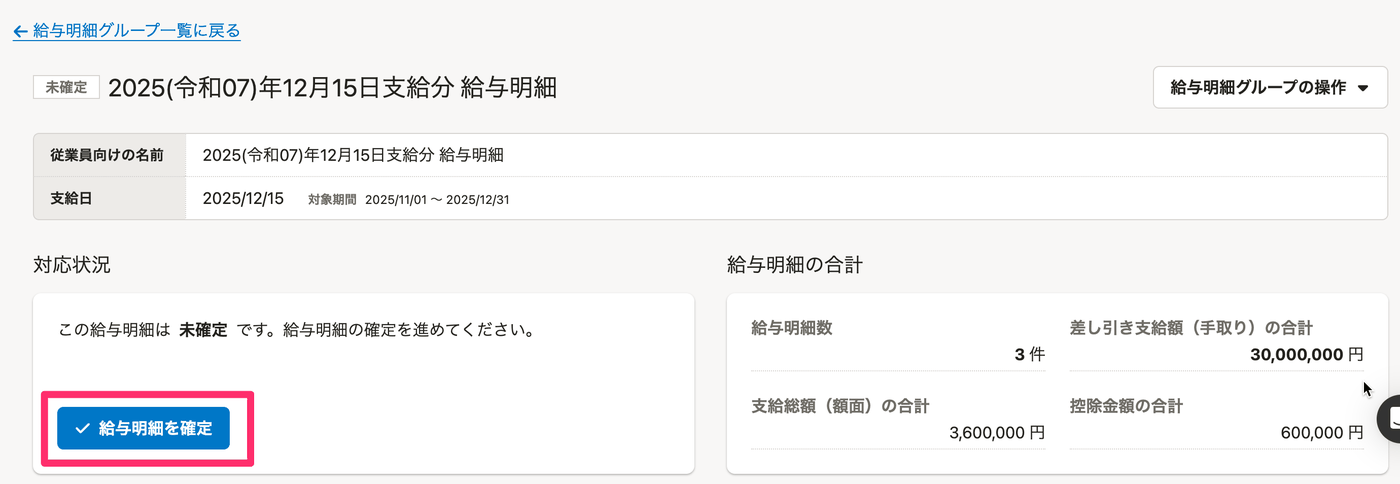 ← 給与明細グループ一覧に戻る
未確定 2025(令和07)年12月15日支給分 給与明細
給与明細グループの操作
従業員向けの名前 2025(令和07)年12月15日支給分 給与明細
支給日 2025/12/15 対象期間 2025/11/01 〜 2025/12/31
対応状況
この給与明細は 未確定 です。給与明細の確定を進めてください。
給与明細を確定
給与明細の合計
給与明細数
3 件
差し引き支給額（手取り）の合計
30,000,000 円
支給総額（額面）の合計
3,600,000 円
控除金額の合計
600,000 円